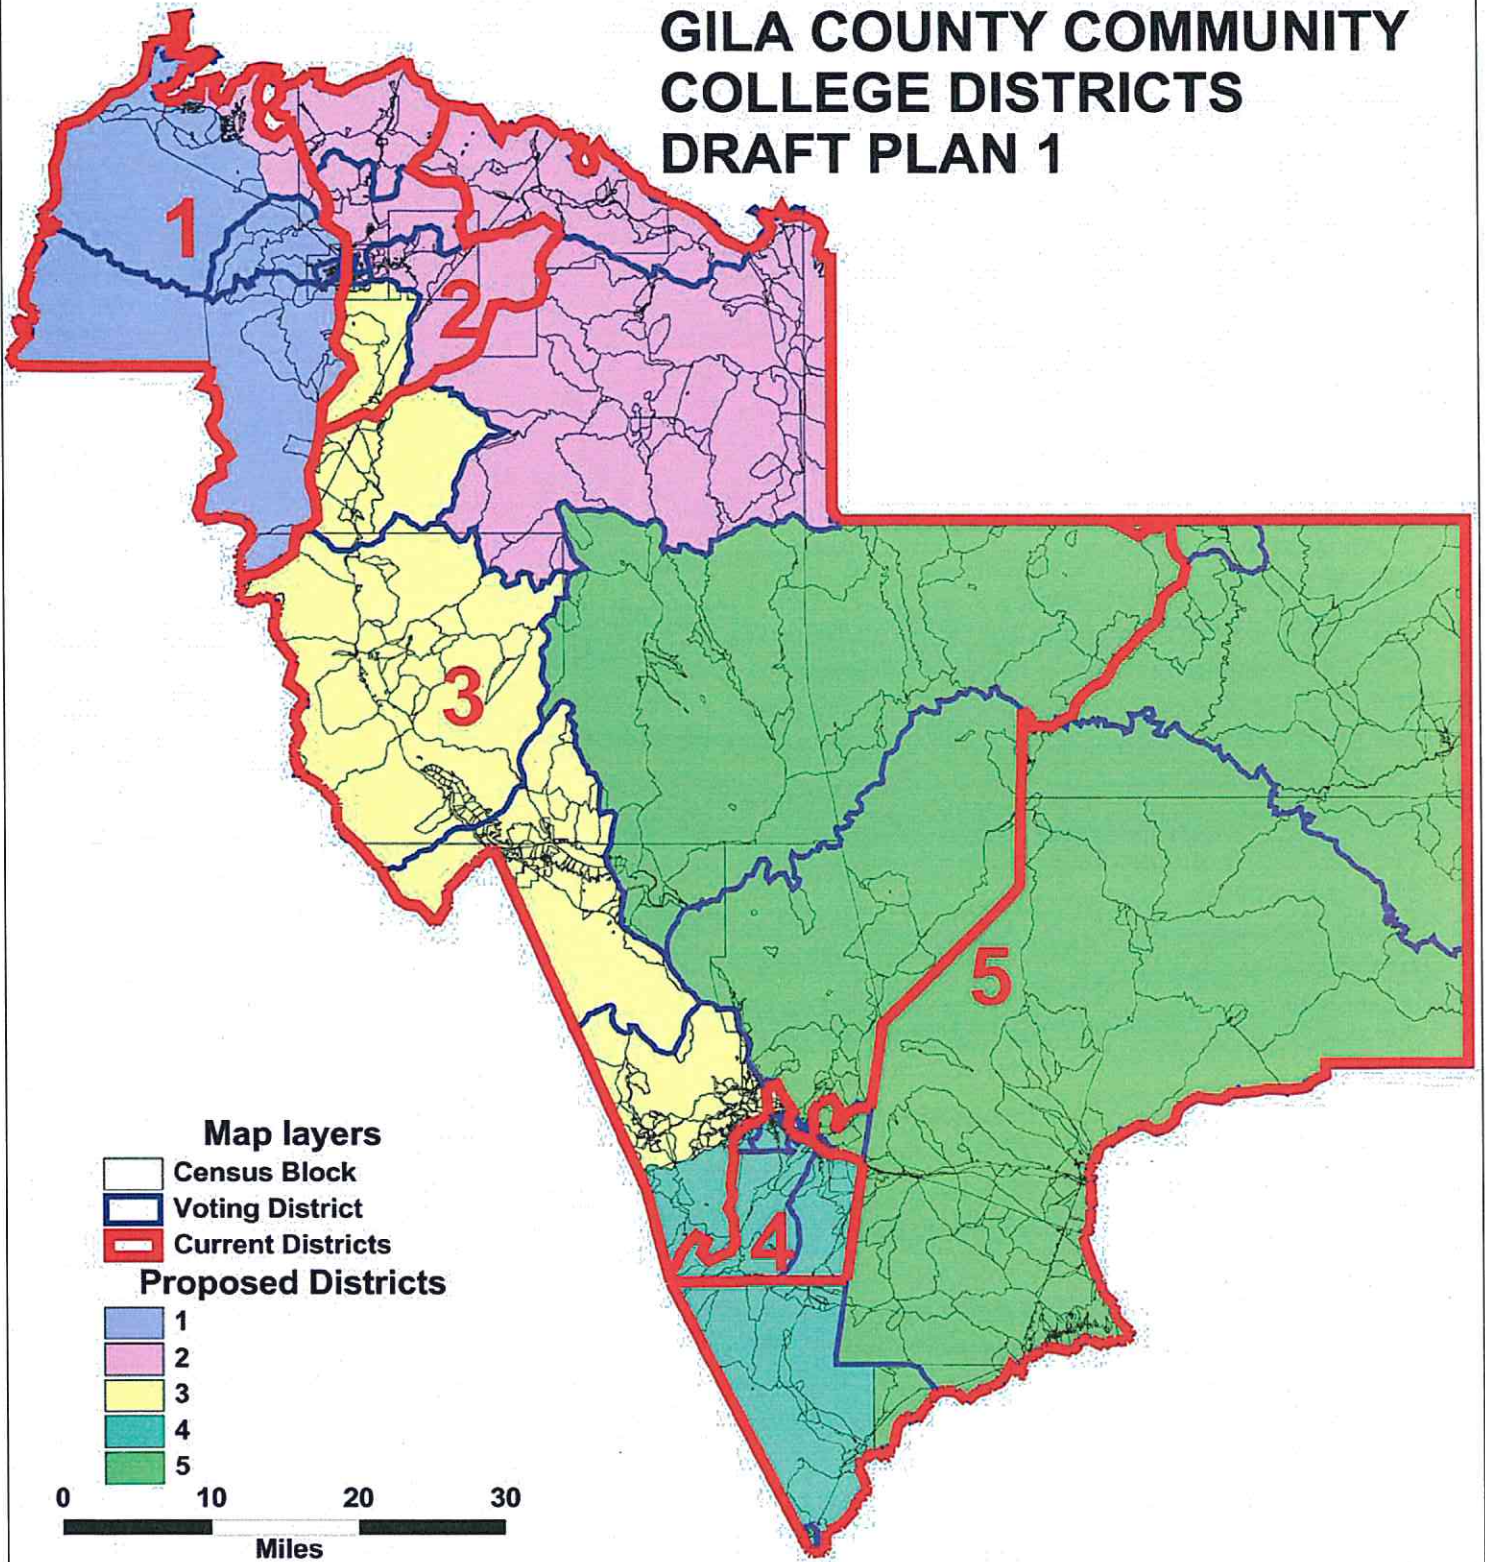 GILA COUNTY COMMUNITY
COLLEGE DISTRICTS
DRAFT PLAN 1
1
2
3
5
4
Map layers
Census Block
Voting District
Current Districts
Proposed Districts
1
2
3
4
5
0 10 20 30
Miles